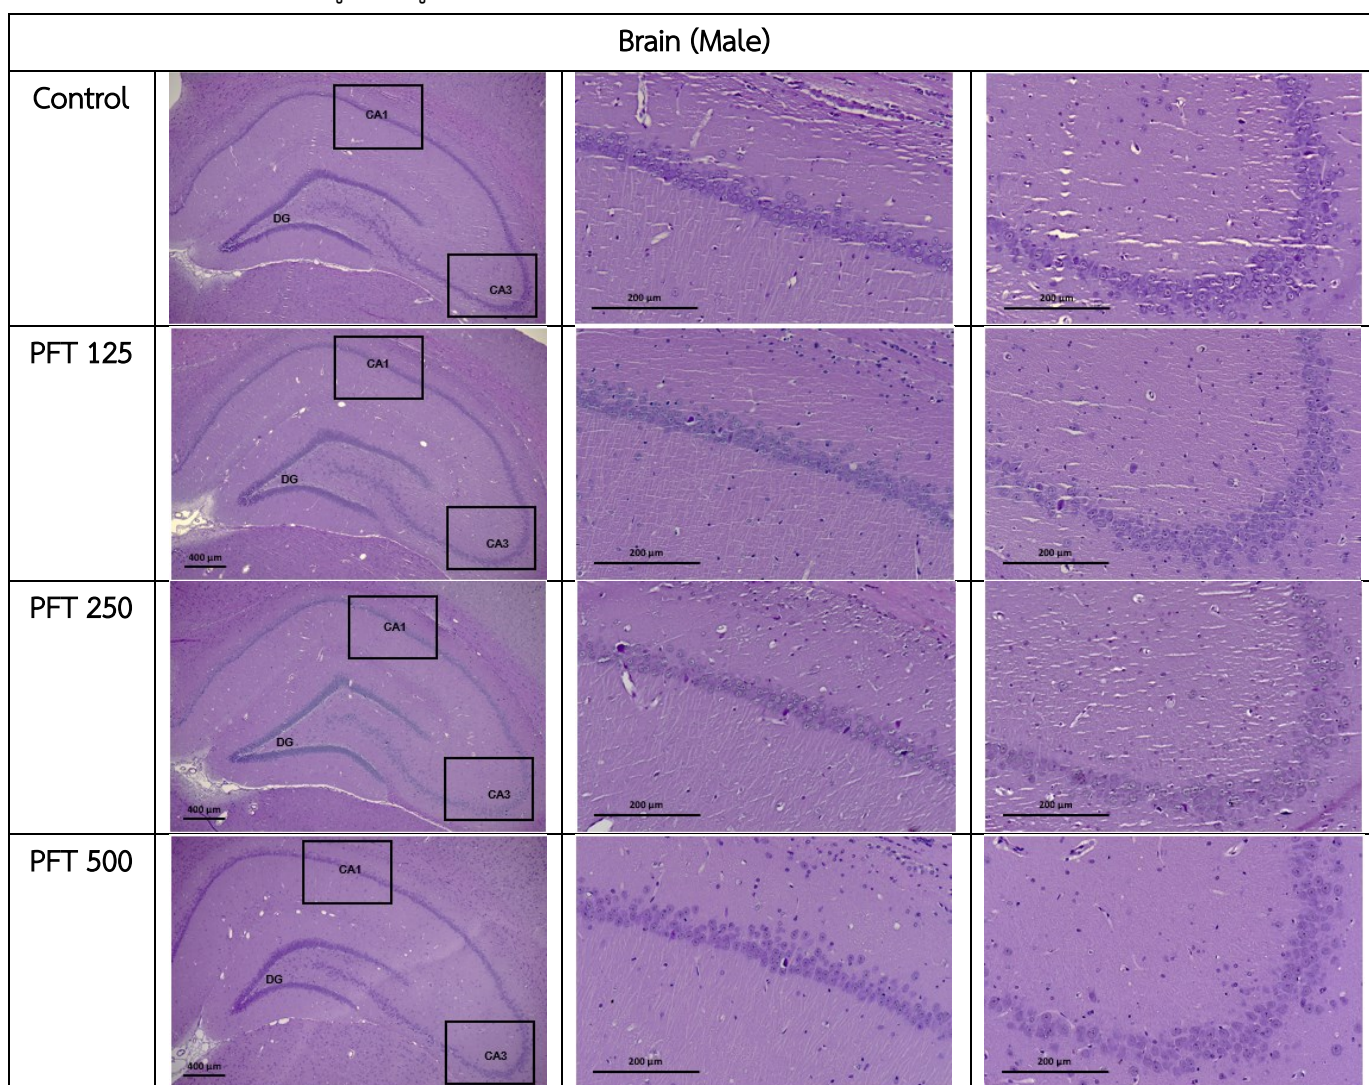 Brain (Male)
Control
CA1
DG
CA3
200 µm
200 µm
PFT 125
CA1
DG
CA3
400 µm
200 µm
200 µm
PFT 250
CA1
DG
CA3
400 µm
200 µm
200 µm
PFT 500
CA1
DG
CA3
400 µm
200 µm
200 µm